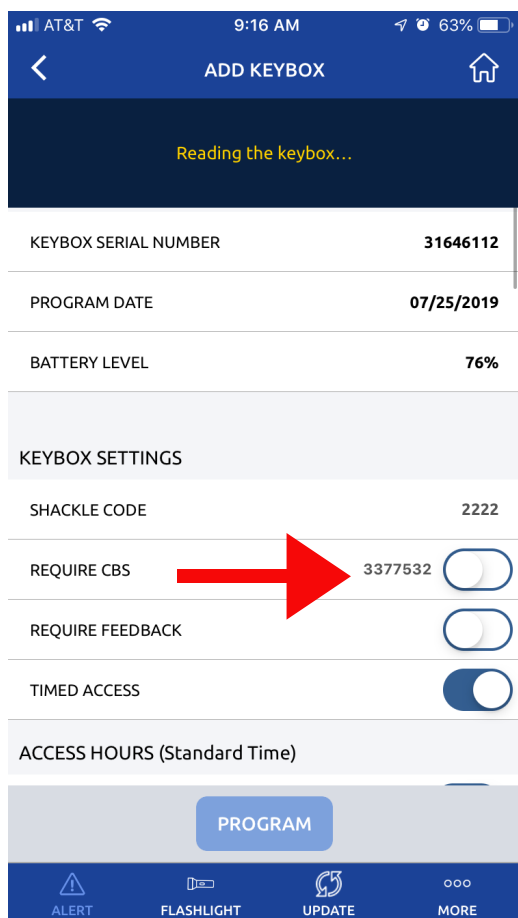 AT&T 9:16 AM 63%
ADD KEYBOX
Reading the keybox...
KEYBOX SERIAL NUMBER 31646112
PROGRAM DATE 07/25/2019
BATTERY LEVEL 76%
KEYBOX SETTINGS
SHACKLE CODE 2222
REQUIRE CBS 3377532
REQUIRE FEEDBACK
TIMED ACCESS
ACCESS HOURS (Standard Time)
PROGRAM
ALERT FLASHLIGHT UPDATE MORE